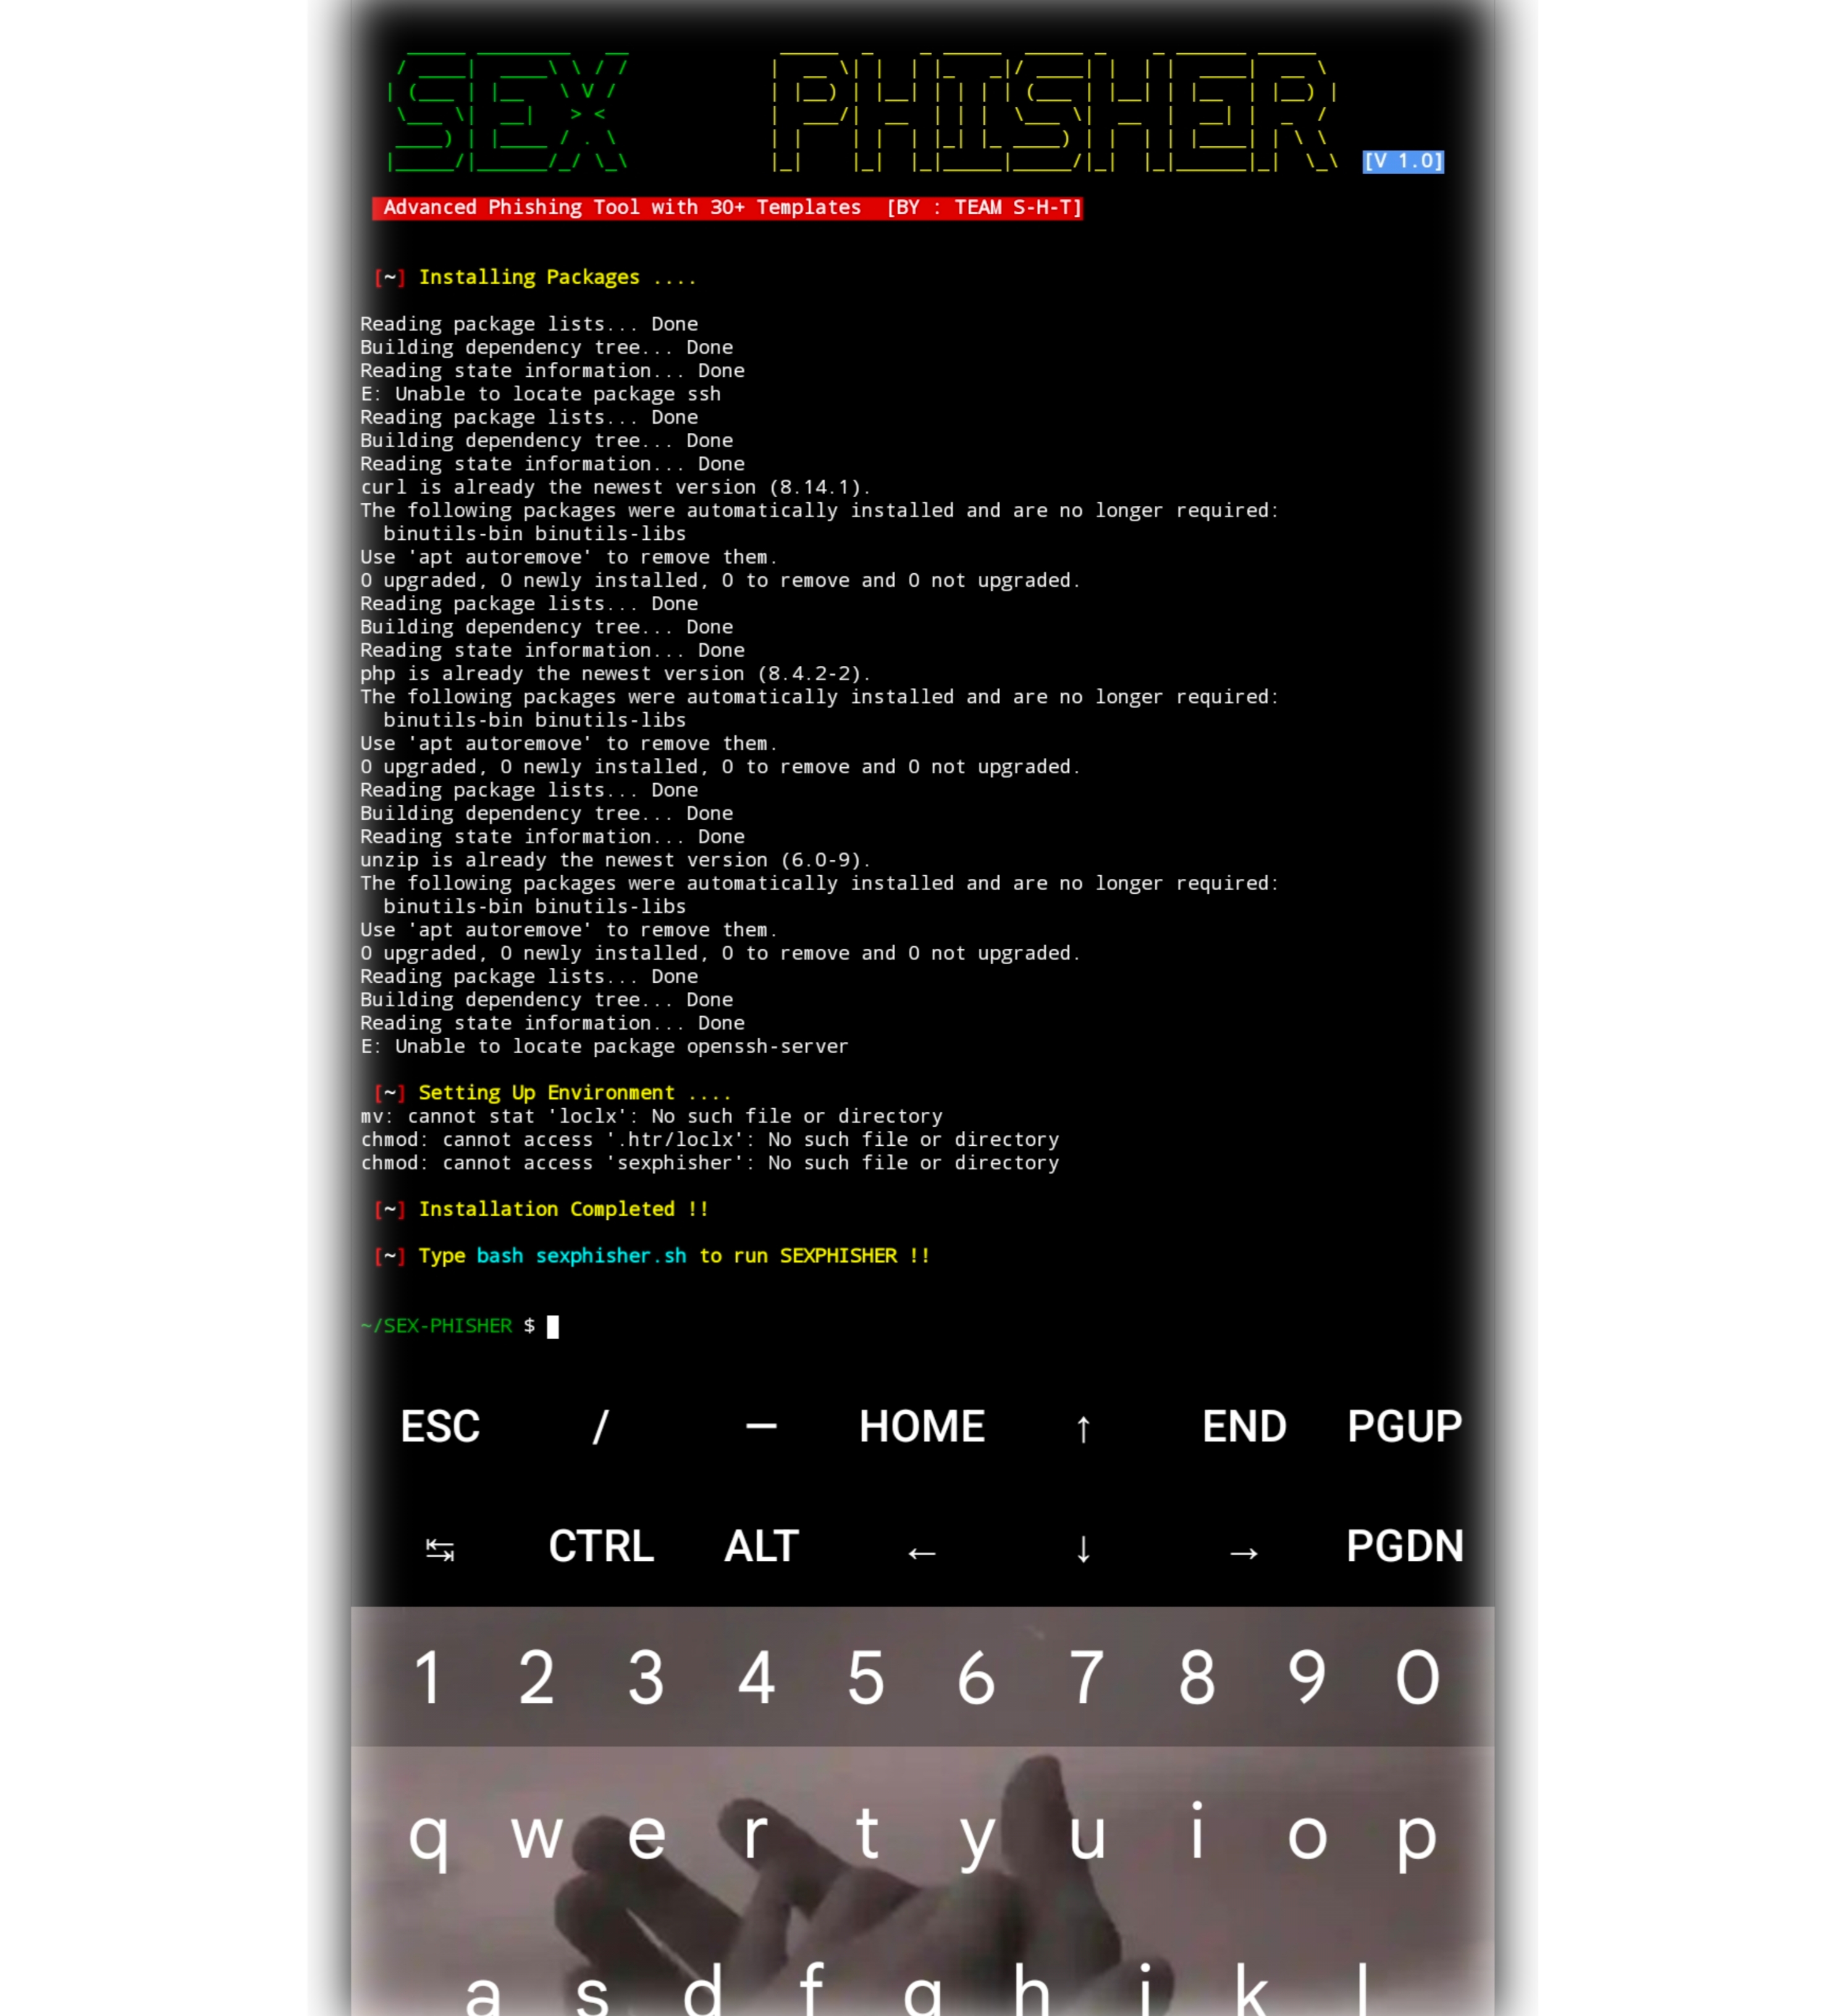 SEX PHISHER [V 1.0]
Advanced Phishing Tool with 30+ Templates [BY : TEAM S-H-T]
[~] Installing Packages ....
Reading package lists... Done
Building dependency tree... Done
Reading state information... Done
E: Unable to locate package ssh
Reading package lists... Done
Building dependency tree... Done
Reading state information... Done
curl is already the newest version (8.14.1).
The following packages were automatically installed and are no longer required:
binutils-bin binutils-libs
Use 'apt autoremove' to remove them.
0 upgraded, 0 newly installed, 0 to remove and 0 not upgraded.
Reading package lists... Done
Building dependency tree... Done
Reading state information... Done
php is already the newest version (8.4.2-2).
The following packages were automatically installed and are no longer required:
binutils-bin binutils-libs
Use 'apt autoremove' to remove them.
0 upgraded, 0 newly installed, 0 to remove and 0 not upgraded.
Reading package lists... Done
Building dependency tree... Done
Reading state information... Done
unzip is already the newest version (6.0-9).
The following packages were automatically installed and are no longer required:
binutils-bin binutils-libs
Use 'apt autoremove' to remove them.
0 upgraded, 0 newly installed, 0 to remove and 0 not upgraded.
Reading package lists... Done
Building dependency tree... Done
Reading state information... Done
E: Unable to locate package openssh-server
[~] Setting Up Environment ....
mv: cannot stat 'loclx': No such file or directory
chmod: cannot access '.htr/loclx': No such file or directory
chmod: cannot access 'sexphisher': No such file or directory
[~] Installation Completed !!
[~] Type bash sexphisher.sh to run SEXPHISHER !!
~/SEX-PHISHER $
ESC / — HOME ↑ END PGUP
↹ CTRL ALT ← ↓ → PGDN
1 2 3 4 5 6 7 8 9 0
q w e r t y u i o p
a s d f g h j k l